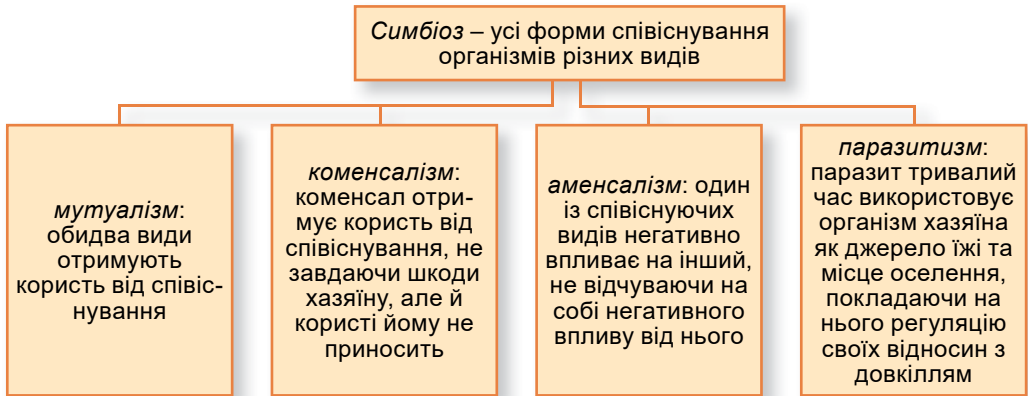 Симбіоз – усі форми співіснування
організмів різних видів
мутуалізм:
обидва види
отримують
користь від співіс-
нування
коменсалізм:
коменсал отри-
мує користь від
співіснування, не
завдаючи шкоди
хазяїну, але й
користі йому не
приносить
аменсалізм: один
із співіснуючих
видів негативно
впливає на інший,
не відчуваючи на
собі негативного
впливу від нього
паразитизм:
паразит тривалий
час використовує
організм хазяїна
як джерело їжі та
місце оселення,
покладаючи на
нього регуляцію
своїх відносин з
довкіллям